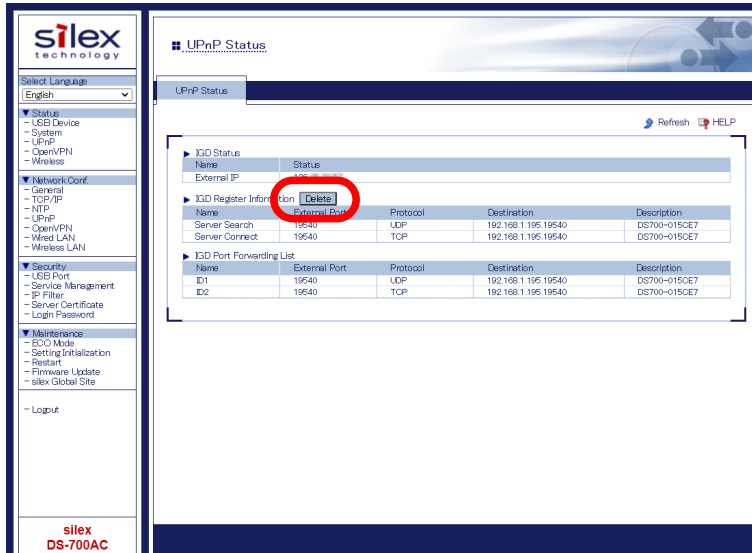 silex
technology
Select Language
English
▼ Status
- USB Device
- System
- UPnP
- OpenVPN
- Wireless
▼ Network Conf.
- General
- TCP/IP
- NTP
- UPnP
- OpenVPN
- Wired LAN
- Wireless LAN
▼ Security
- USB Port
- Service Management
- IP Filter
- Server Certificate
- Login Password
▼ Maintenance
- ECO Mode
- Setting Initialization
- Restart
- Firmware Update
- silex Global Site
- Logout
silex
DS-700AC
UPnP Status
UPnP Status
Refresh HELP
IGD Status
Name Status
External IP
IGD Register Information Delete
Name External Port Protocol Destination Description
Server Search 19540 UDP 192.168.1.195.19540 DS700-015CE7
Server Connect 19540 TCP 192.168.1.195.19540 DS700-015CE7
IGD Port Forwarding List
Name External Port Protocol Destination Description
ID1 19540 UDP 192.168.1.195.19540 DS700-015CE7
ID2 19540 TCP 192.168.1.195.19540 DS700-015CE7